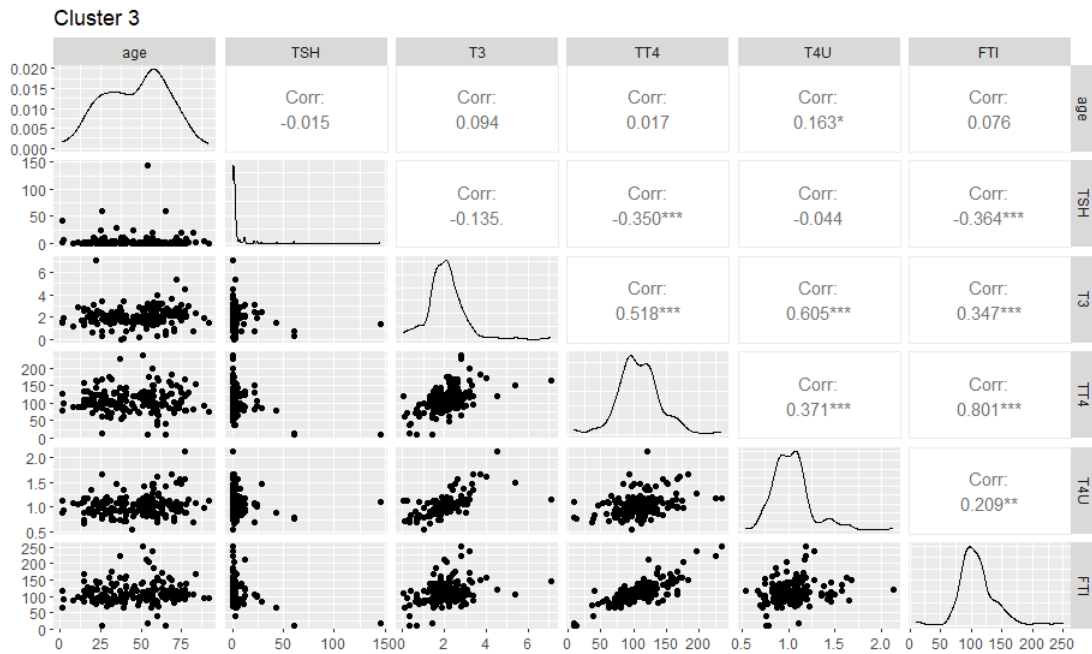 Cluster 3
age TSH T3 TT4 T4U FTI
0.020
0.015
0.010
0.005
0.000
Corr:
-0.015
Corr:
0.094
Corr:
0.017
Corr:
0.163*
Corr:
0.076
age
150
100
50
0
Corr:
-0.135.
Corr:
-0.350***
Corr:
-0.044
Corr:
-0.364***
TSH
6
4
2
0
Corr:
0.518***
Corr:
0.605***
Corr:
0.347***
T3
200
150
100
50
0
Corr:
0.371***
Corr:
0.801***
TT4
2.0
1.5
1.0
0.5
Corr:
0.209**
T4U
250
200
150
100
50
0
FTI
0 25 50 75 0 50 100 150 0 2 4 6 0 50 100 150 200 0.5 1.0 1.5 2.0 0 50 100 150 200 250